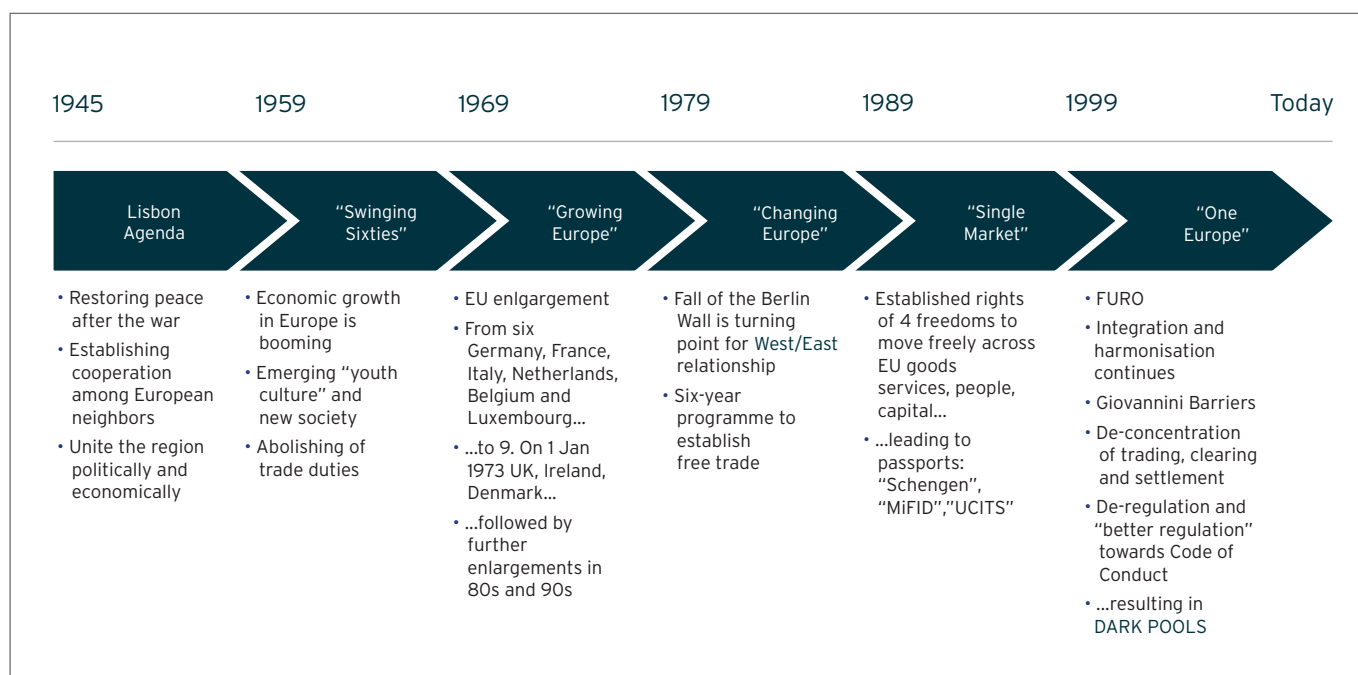 1945 1959 1969 1979 1989 1999 Today
Lisbon
Agenda
“Swinging
Sixties”
“Growing
Europe”
“Changing
Europe”
“Single
Market”
“One
Europe”
• Restoring peace
after the war
• Establishing
cooperation
among European
neighbors
• Unite the region
politically and
economically
• Economic growth
in Europe is
booming
• Emerging “youth
culture” and
new society
• Abolishing of
trade duties
• EU enlgargement
• From six
Germany, France,
Italy, Netherlands,
Belgium and
Luxembourg...
• ...to 9. On 1 Jan
1973 UK, Ireland,
Denmark...
• ...followed by
further
enlargements in
80s and 90s
• Fall of the Berlin
Wall is turning
point for West/East
relationship
• Six-year
programme to
establish
free trade
• Established rights
of 4 freedoms to
move freely across
EU goods
services, people,
capital...
• ...leading to
passports:
“Schengen”,
“MiFID”,”UCITS”
• FURO
• Integration and
harmonisation
continues
• Giovannini Barriers
• De-concentration
of trading, clearing
and settlement
• De-regulation and
“better regulation”
towards Code of
Conduct
• ...resulting in
DARK POOLS